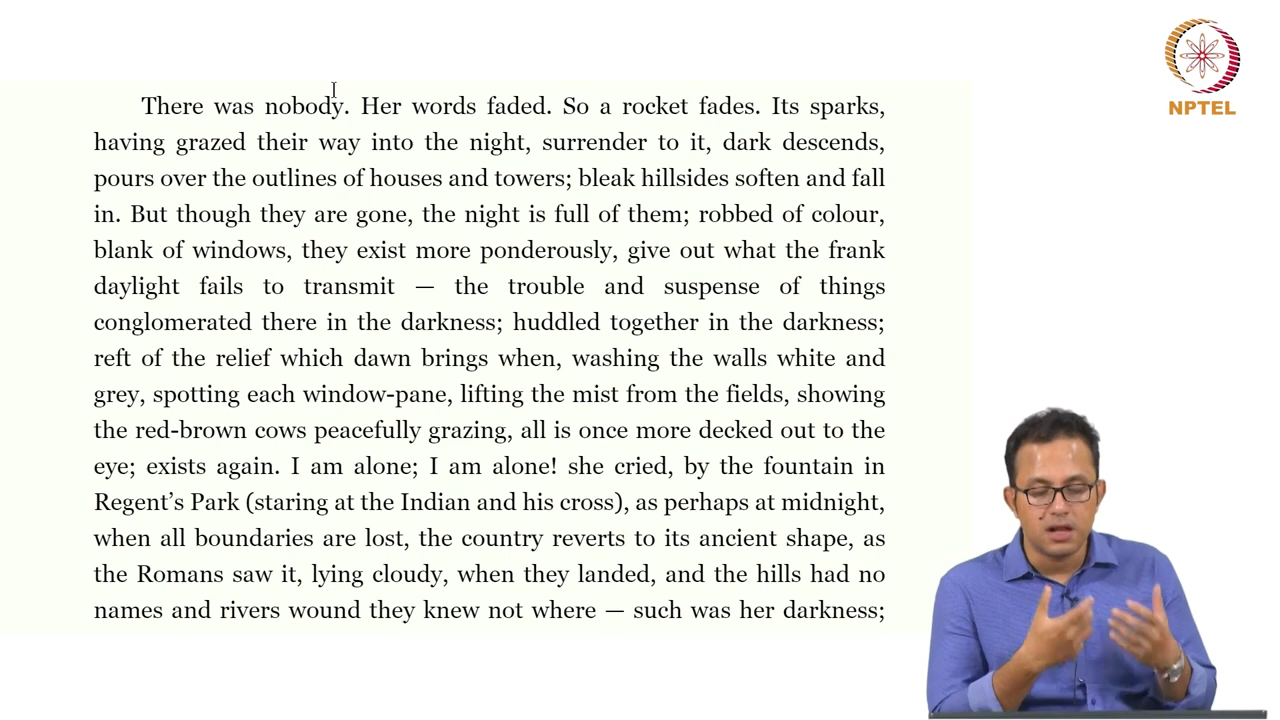 There was nobody. Her words faded. So a rocket fades. Its sparks,
having grazed their way into the night, surrender to it, dark descends,
pours over the outlines of houses and towers; bleak hillsides soften and fall
in. But though they are gone, the night is full of them; robbed of colour,
blank of windows, they exist more ponderously, give out what the frank
daylight fails to transmit — the trouble and suspense of things
conglomerated there in the darkness; huddled together in the darkness;
reft of the relief which dawn brings when, washing the walls white and
grey, spotting each window-pane, lifting the mist from the fields, showing
the red-brown cows peacefully grazing, all is once more decked out to the
eye; exists again. I am alone; I am alone! she cried, by the fountain in
Regent’s Park (staring at the Indian and his cross), as perhaps at midnight,
when all boundaries are lost, the country reverts to its ancient shape, as
the Romans saw it, lying cloudy, when they landed, and the hills had no
names and rivers wound they knew not where — such was her darkness;
NPTEL